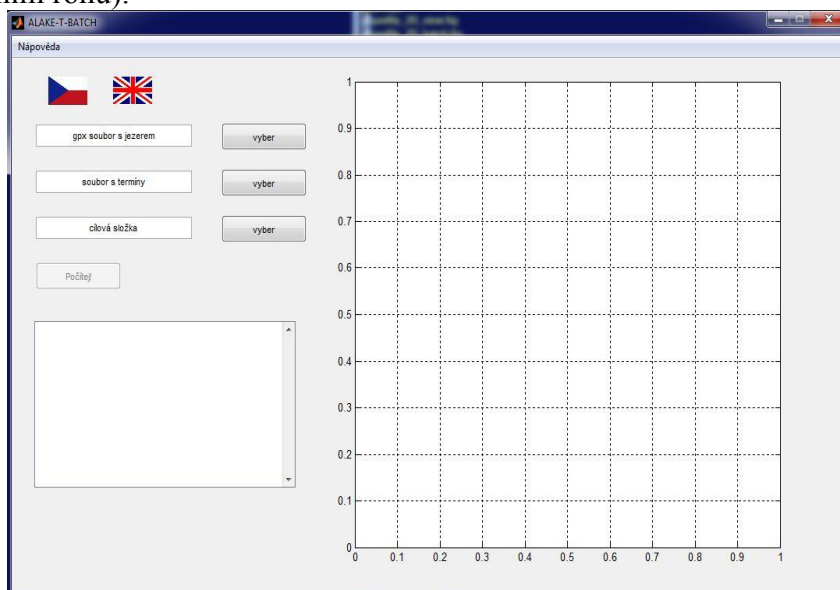 ním rohu).
ALAKE-T-BATCH
Nápověda
gpx soubor s jezerem
vyber
soubor s termíny
vyber
cílová složka
vyber
Počítej
1
0.9
0.8
0.7
0.6
0.5
0.4
0.3
0.2
0.1
0
0 0.1 0.2 0.3 0.4 0.5 0.6 0.7 0.8 0.9 1